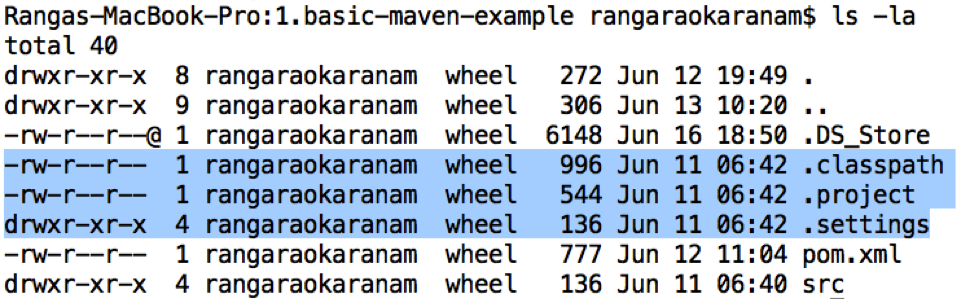 Rangas-MacBook-Pro:1.basic-maven-example rangaraokaranam$ ls -la
total 40
drwxr-xr-x  8 rangaraokaranam  wheel   272 Jun 12 19:49 .
drwxr-xr-x  9 rangaraokaranam  wheel   306 Jun 13 10:20 ..
-rw-r--r--@ 1 rangaraokaranam  wheel  6148 Jun 16 18:50 .DS_Store
-rw-r--r--  1 rangaraokaranam  wheel   996 Jun 11 06:42 .classpath
-rw-r--r--  1 rangaraokaranam  wheel   544 Jun 11 06:42 .project
drwxr-xr-x  4 rangaraokaranam  wheel   136 Jun 11 06:42 .settings
-rw-r--r--  1 rangaraokaranam  wheel   777 Jun 12 11:04 pom.xml
drwxr-xr-x  4 rangaraokaranam  wheel   136 Jun 11 06:40 src